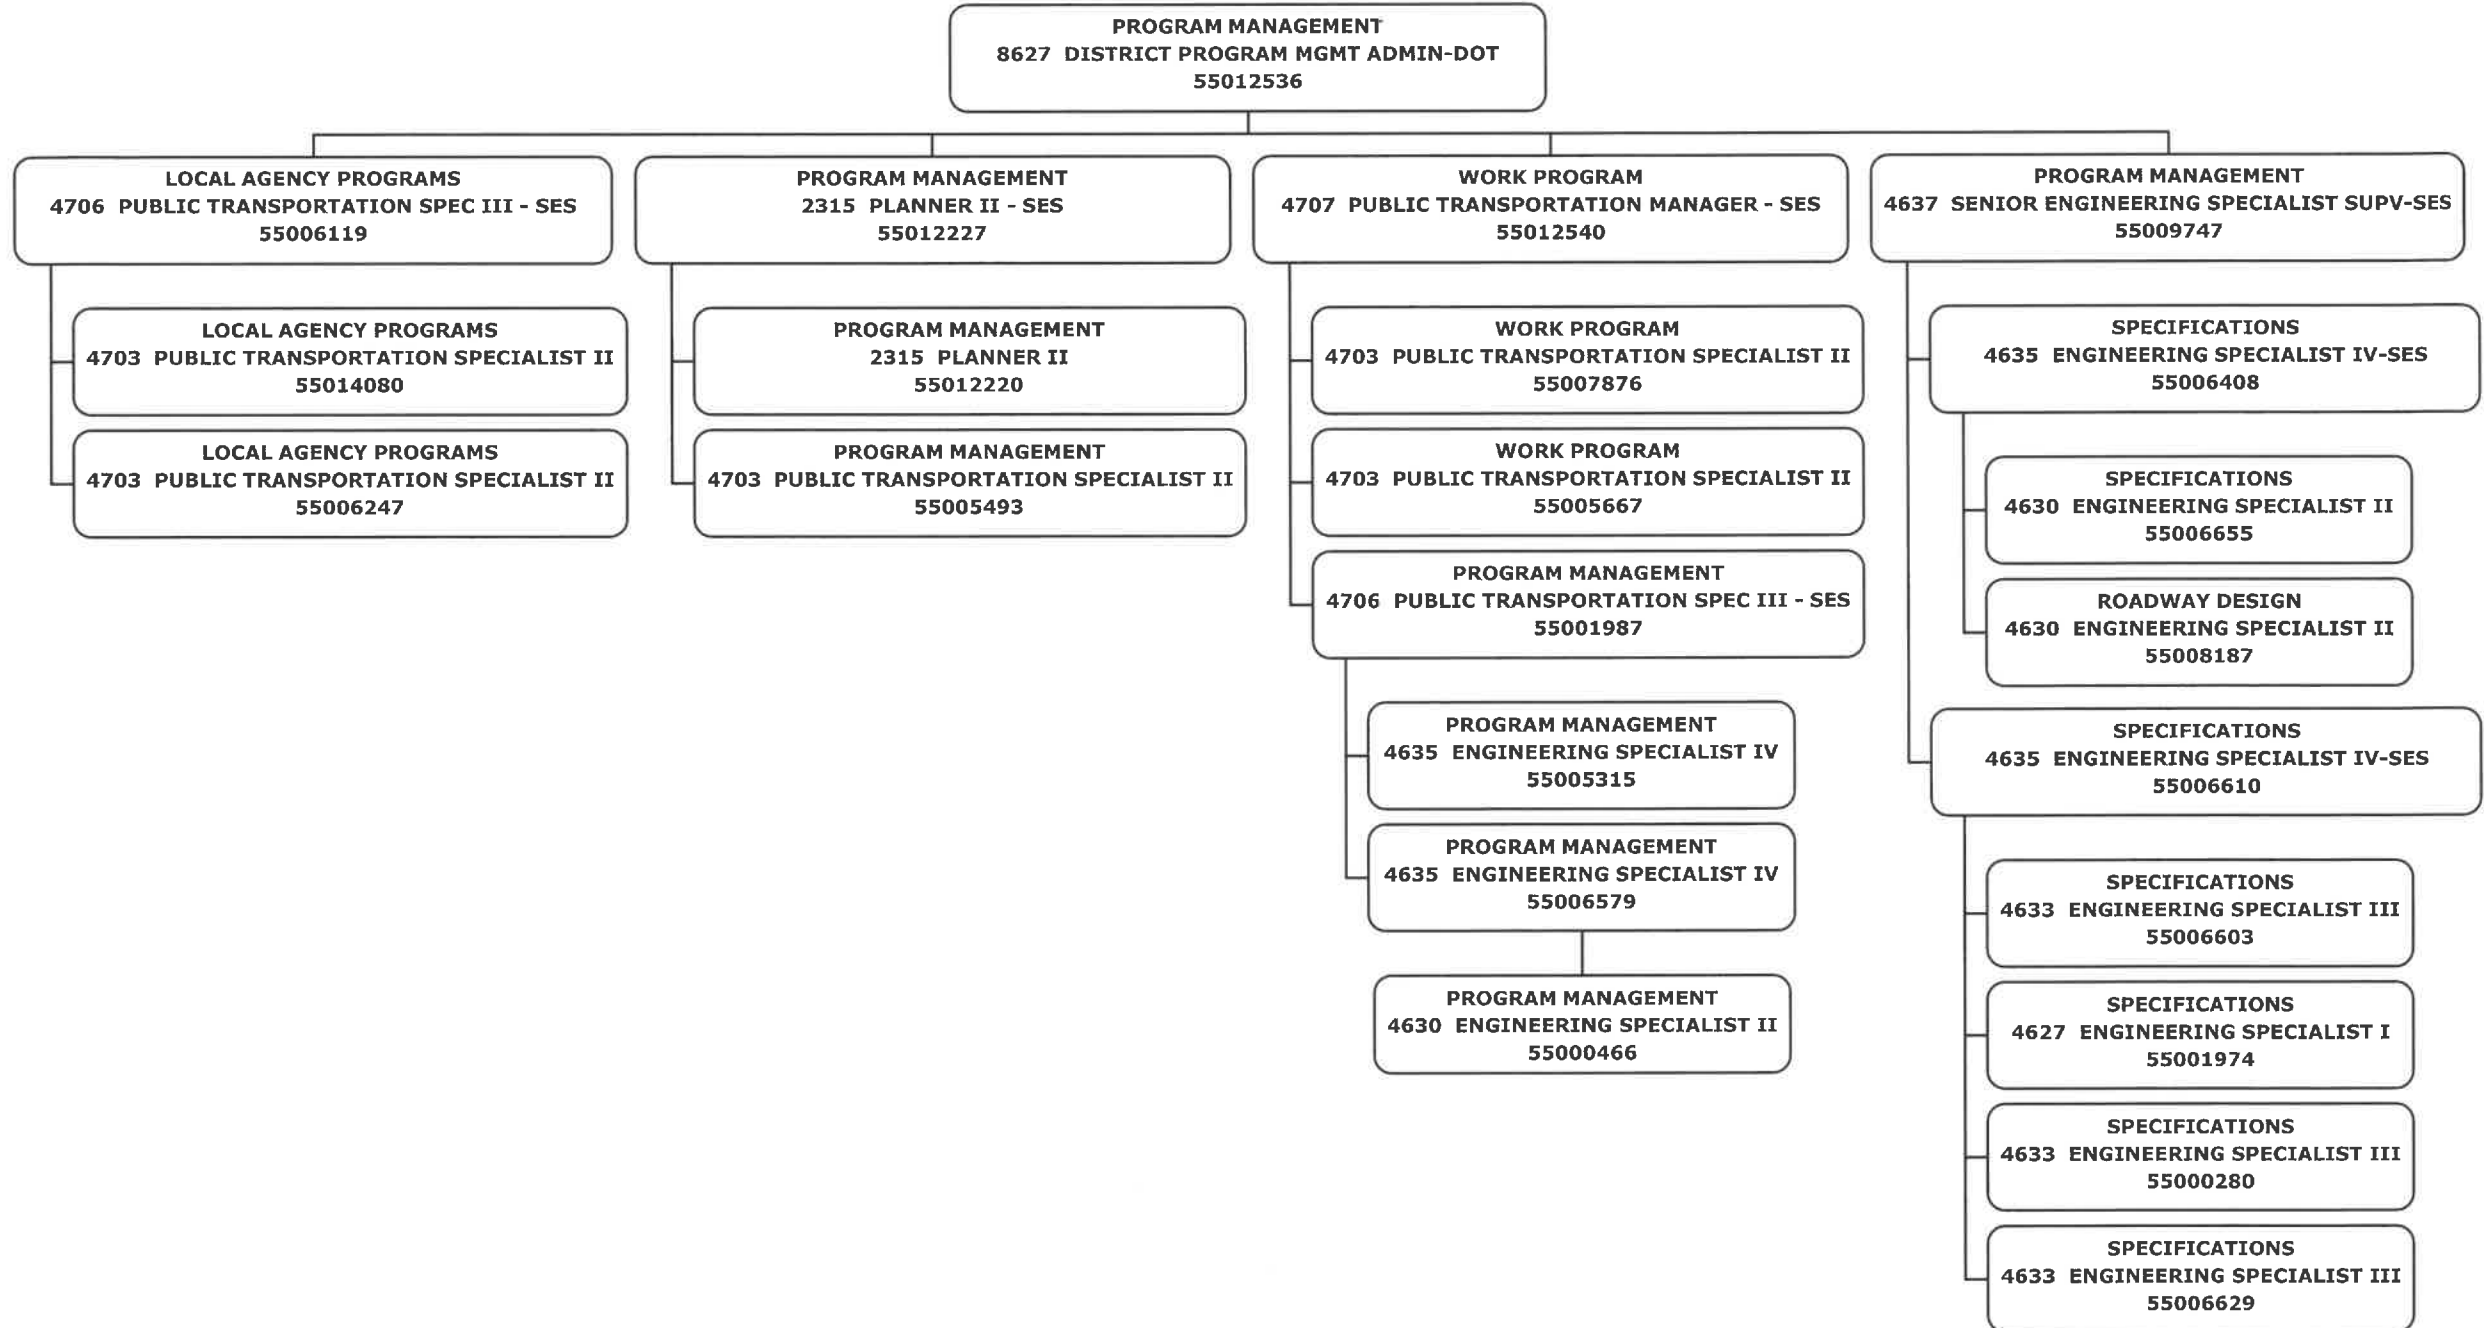 PROGRAM MANAGEMENT
8627 DISTRICT PROGRAM MGMT ADMIN-DOT
55012536
LOCAL AGENCY PROGRAMS
4706 PUBLIC TRANSPORTATION SPEC III - SES
55006119
LOCAL AGENCY PROGRAMS
4703 PUBLIC TRANSPORTATION SPECIALIST II
55014080
LOCAL AGENCY PROGRAMS
4703 PUBLIC TRANSPORTATION SPECIALIST II
55006247
PROGRAM MANAGEMENT
2315 PLANNER II - SES
55012227
PROGRAM MANAGEMENT
2315 PLANNER II
55012220
PROGRAM MANAGEMENT
4703 PUBLIC TRANSPORTATION SPECIALIST II
55005493
WORK PROGRAM
4707 PUBLIC TRANSPORTATION MANAGER - SES
55012540
WORK PROGRAM
4703 PUBLIC TRANSPORTATION SPECIALIST II
55007876
WORK PROGRAM
4703 PUBLIC TRANSPORTATION SPECIALIST II
55005667
PROGRAM MANAGEMENT
4706 PUBLIC TRANSPORTATION SPEC III - SES
55001987
PROGRAM MANAGEMENT
4635 ENGINEERING SPECIALIST IV
55005315
PROGRAM MANAGEMENT
4635 ENGINEERING SPECIALIST IV
55006579
PROGRAM MANAGEMENT
4630 ENGINEERING SPECIALIST II
55000466
PROGRAM MANAGEMENT
4637 SENIOR ENGINEERING SPECIALIST SUPV-SES
55009747
SPECIFICATIONS
4635 ENGINEERING SPECIALIST IV-SES
55006408
SPECIFICATIONS
4630 ENGINEERING SPECIALIST II
55006655
ROADWAY DESIGN
4630 ENGINEERING SPECIALIST II
55008187
SPECIFICATIONS
4635 ENGINEERING SPECIALIST IV-SES
55006610
SPECIFICATIONS
4633 ENGINEERING SPECIALIST III
55006603
SPECIFICATIONS
4627 ENGINEERING SPECIALIST I
55001974
SPECIFICATIONS
4633 ENGINEERING SPECIALIST III
55000280
SPECIFICATIONS
4633 ENGINEERING SPECIALIST III
55006629